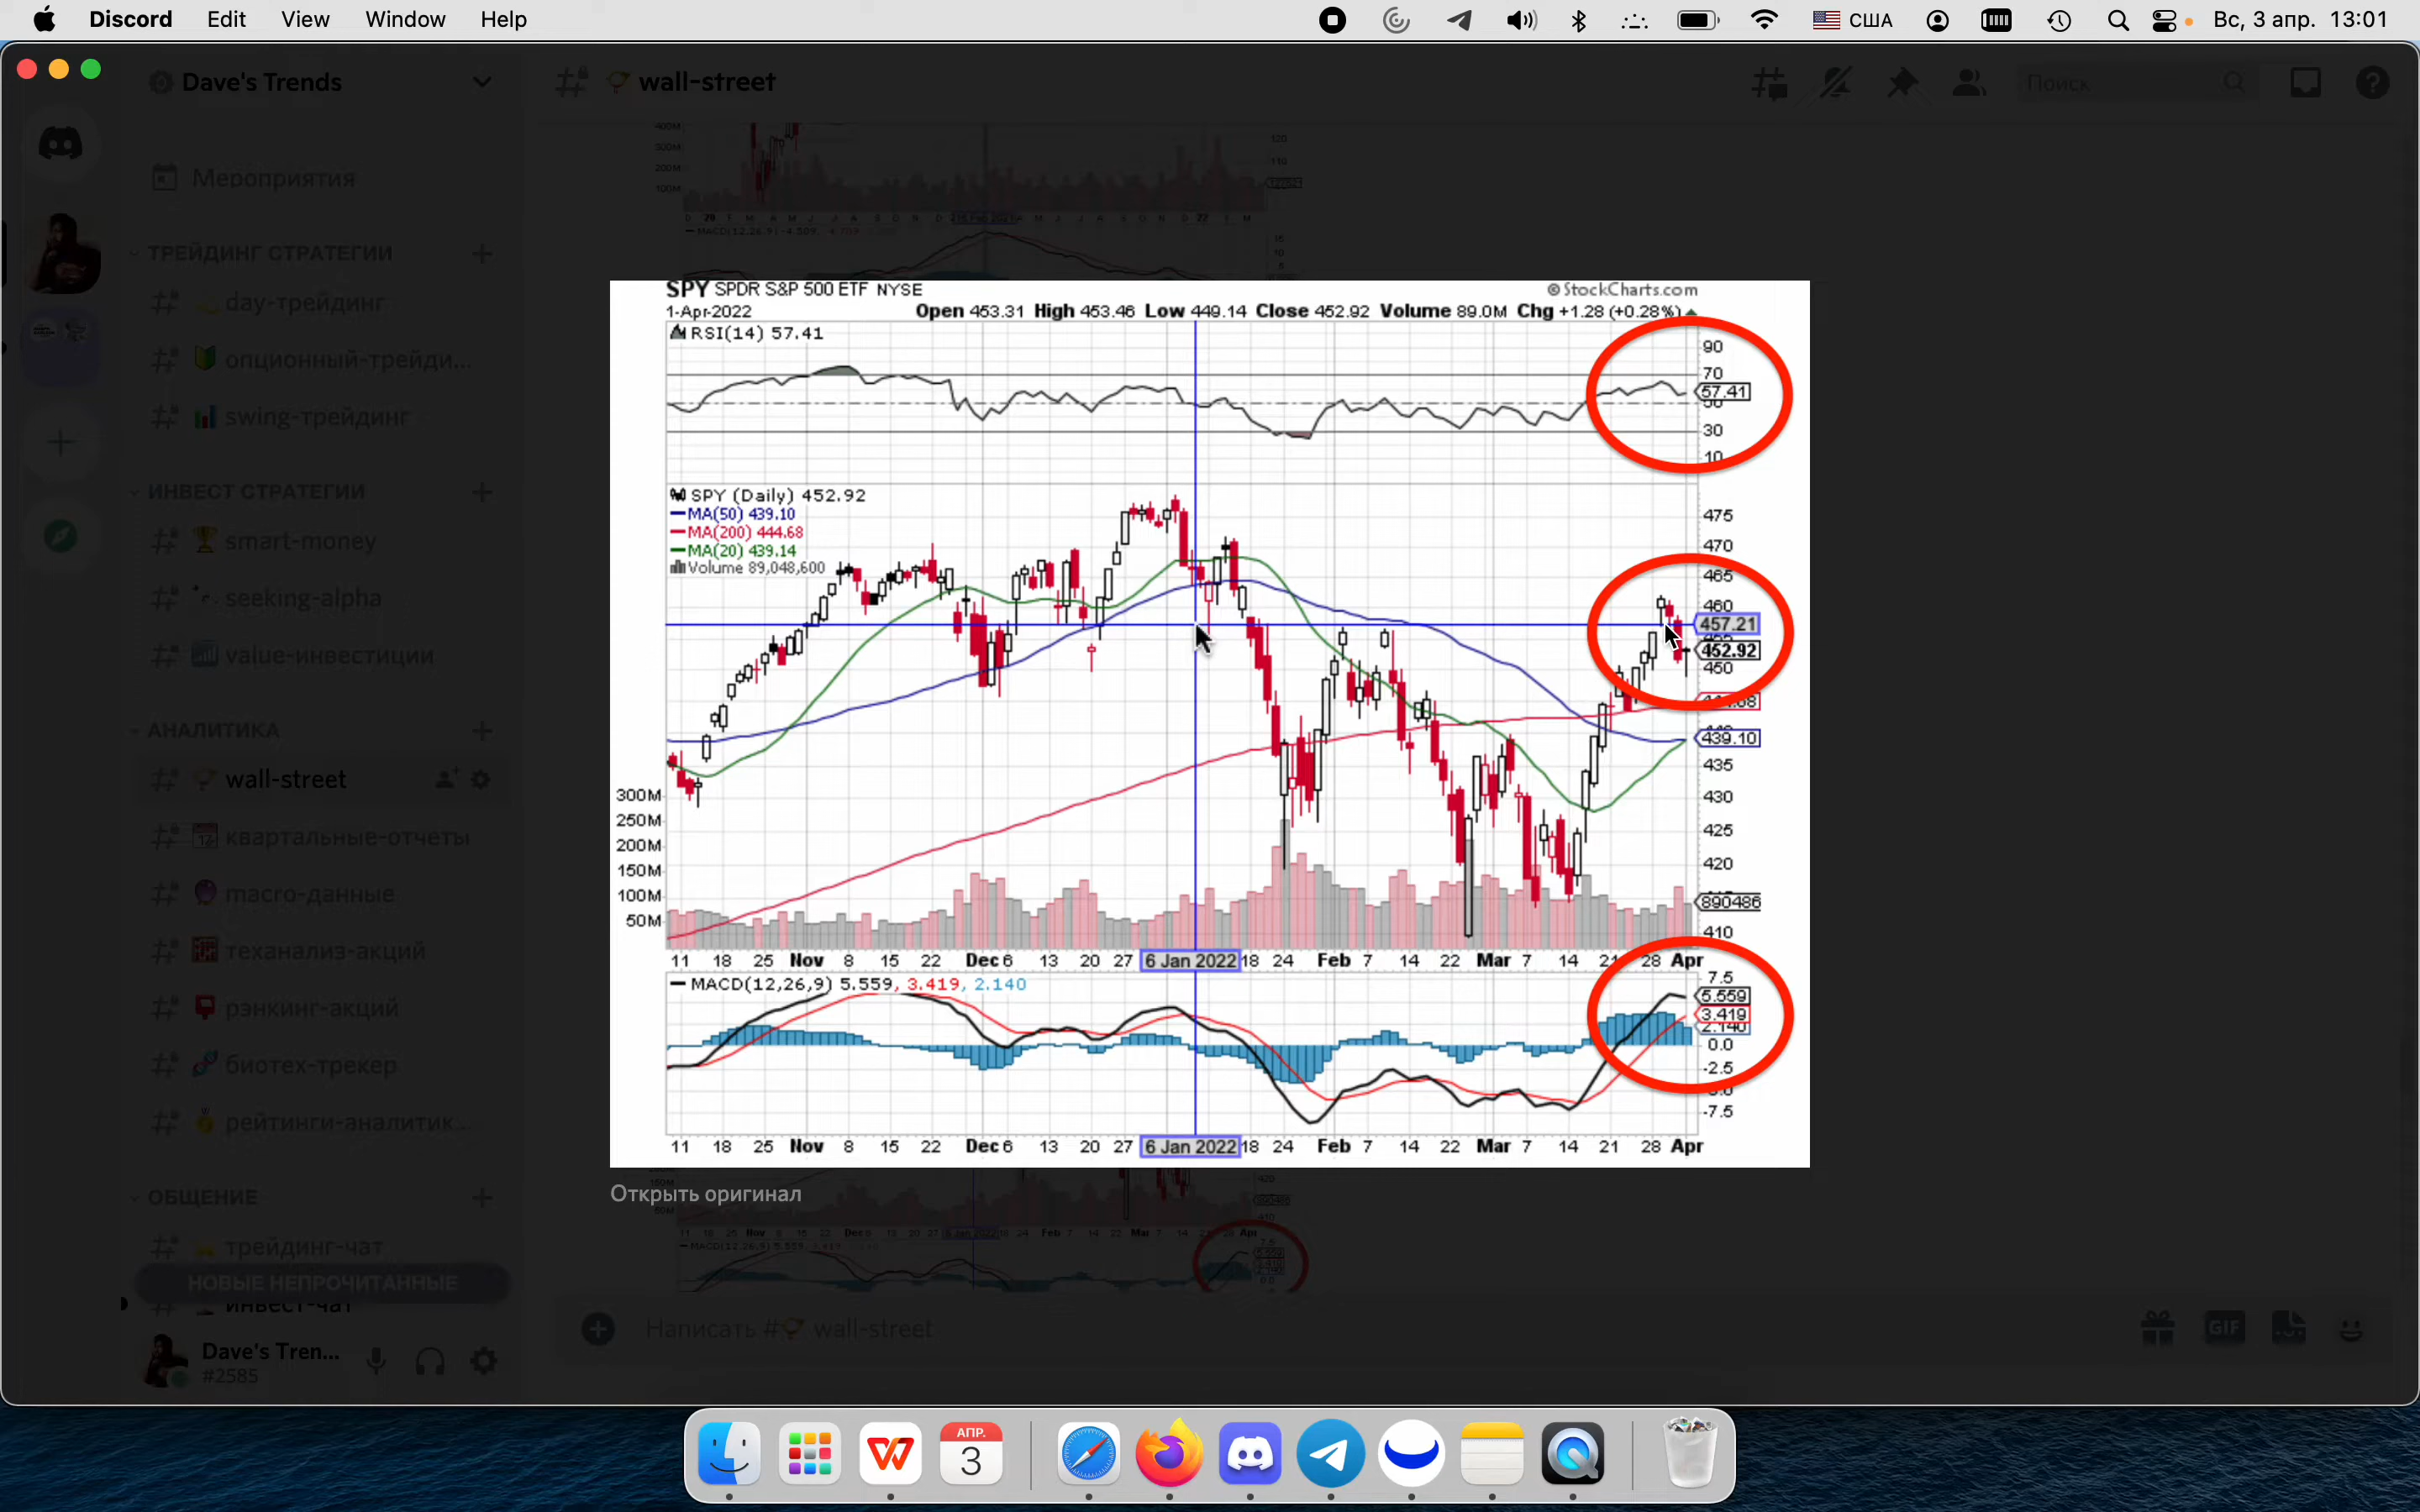 Discord Edit View Window Help США Вс, 3 апр. 13:01
Dave's Trends
wall-street
Поиск
Мероприятия
ТРЕЙДИНГ СТРАТЕГИИ
day-трейдинг
опционный-трейди...
swing-трейдинг
ИНВЕСТ СТРАТЕГИИ
smart-money
seeking-alpha
value-инвестиции
АНАЛИТИКА
wall-street
квартальные-отчеты
macro-данные
теханализ-акций
рэнкинг-акций
биотех-трекер
рейтинги-аналитик...
ОБЩЕНИЕ
трейдинг-чат
НОВЫЕ НЕПРОЧИТАННЫЕ
инвест-чат
Dave's Tren...
#2585
SPY SPDR S&P 500 ETF NYSE
© StockCharts.com
1-Apr-2022
Open 453.31 High 453.46 Low 449.14 Close 452.92 Volume 89.0M Chg +1.28 (+0.28%)
RSI(14) 57.41
90
70
57.41
50
30
10
SPY (Daily) 452.92
MA(50) 439.10
MA(200) 444.68
MA(20) 439.14
Volume 89,048,600
475
470
465
460
457.21
452.92
450
439.10
435
430
425
420
890486
410
300M
250M
200M
150M
100M
50M
11 18 25 Nov 8 15 22 Dec 6 13 20 27 6 Jan 2022 18 24 Feb 7 14 22 Mar 7 14 21 28 Apr
MACD(12,26,9) 5.559, 3.419, 2.140
7.5
5.559
3.419
2.140
0.0
-2.5
-7.5
11 18 25 Nov 8 15 22 Dec 6 13 20 27 6 Jan 2022 18 24 Feb 7 14 22 Mar 7 14 21 28 Apr
Открыть оригинал
Написать # wall-street
GIF
АПР.
3